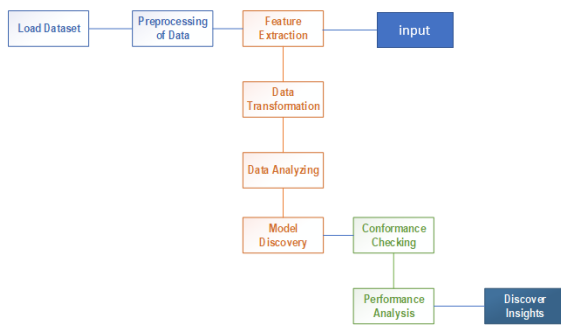 Load Dataset
Preprocessing
of Data
Feature
Extraction
input
Data
Transformation
Data Analyzing
Model
Discovery
Conformance
Checking
Performance
Analysis
Discover
Insights